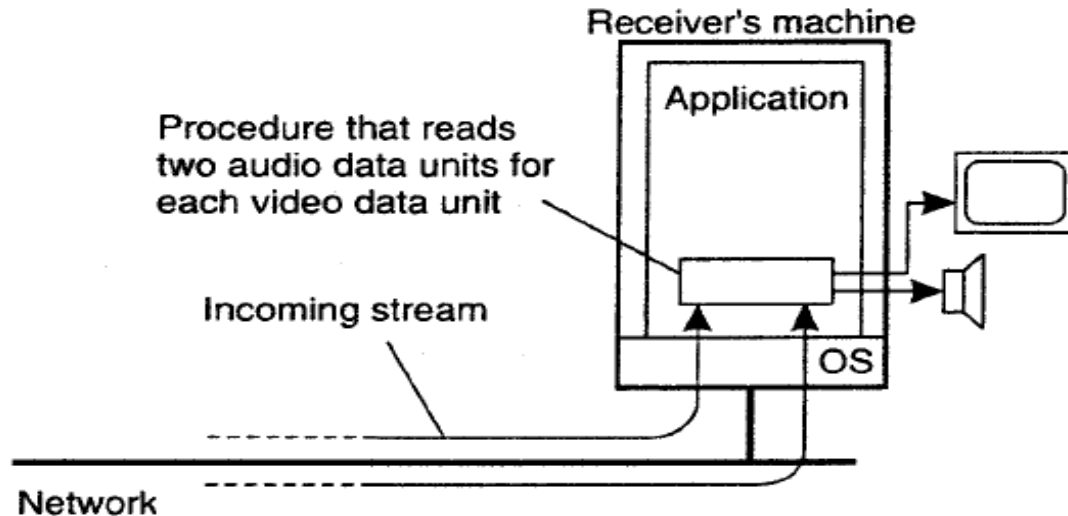 Receiver's machine
Application
Procedure that reads
two audio data units for
each video data unit
Incoming stream
OS
Network